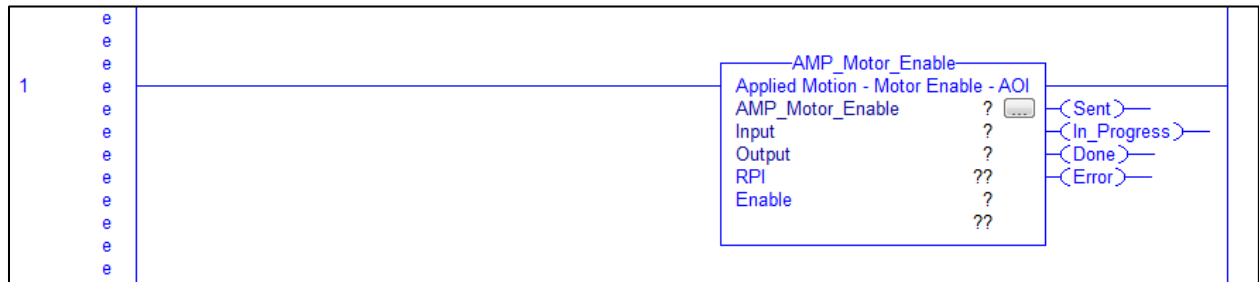 e
e
AMP_Motor_Enable
e
1 e Applied Motion - Motor Enable - AOI
e AMP_Motor_Enable ? ... Sent
e Input ? In_Progress
e Output ? Done
e RPI ?? Error
e Enable ?
e ??
e
e